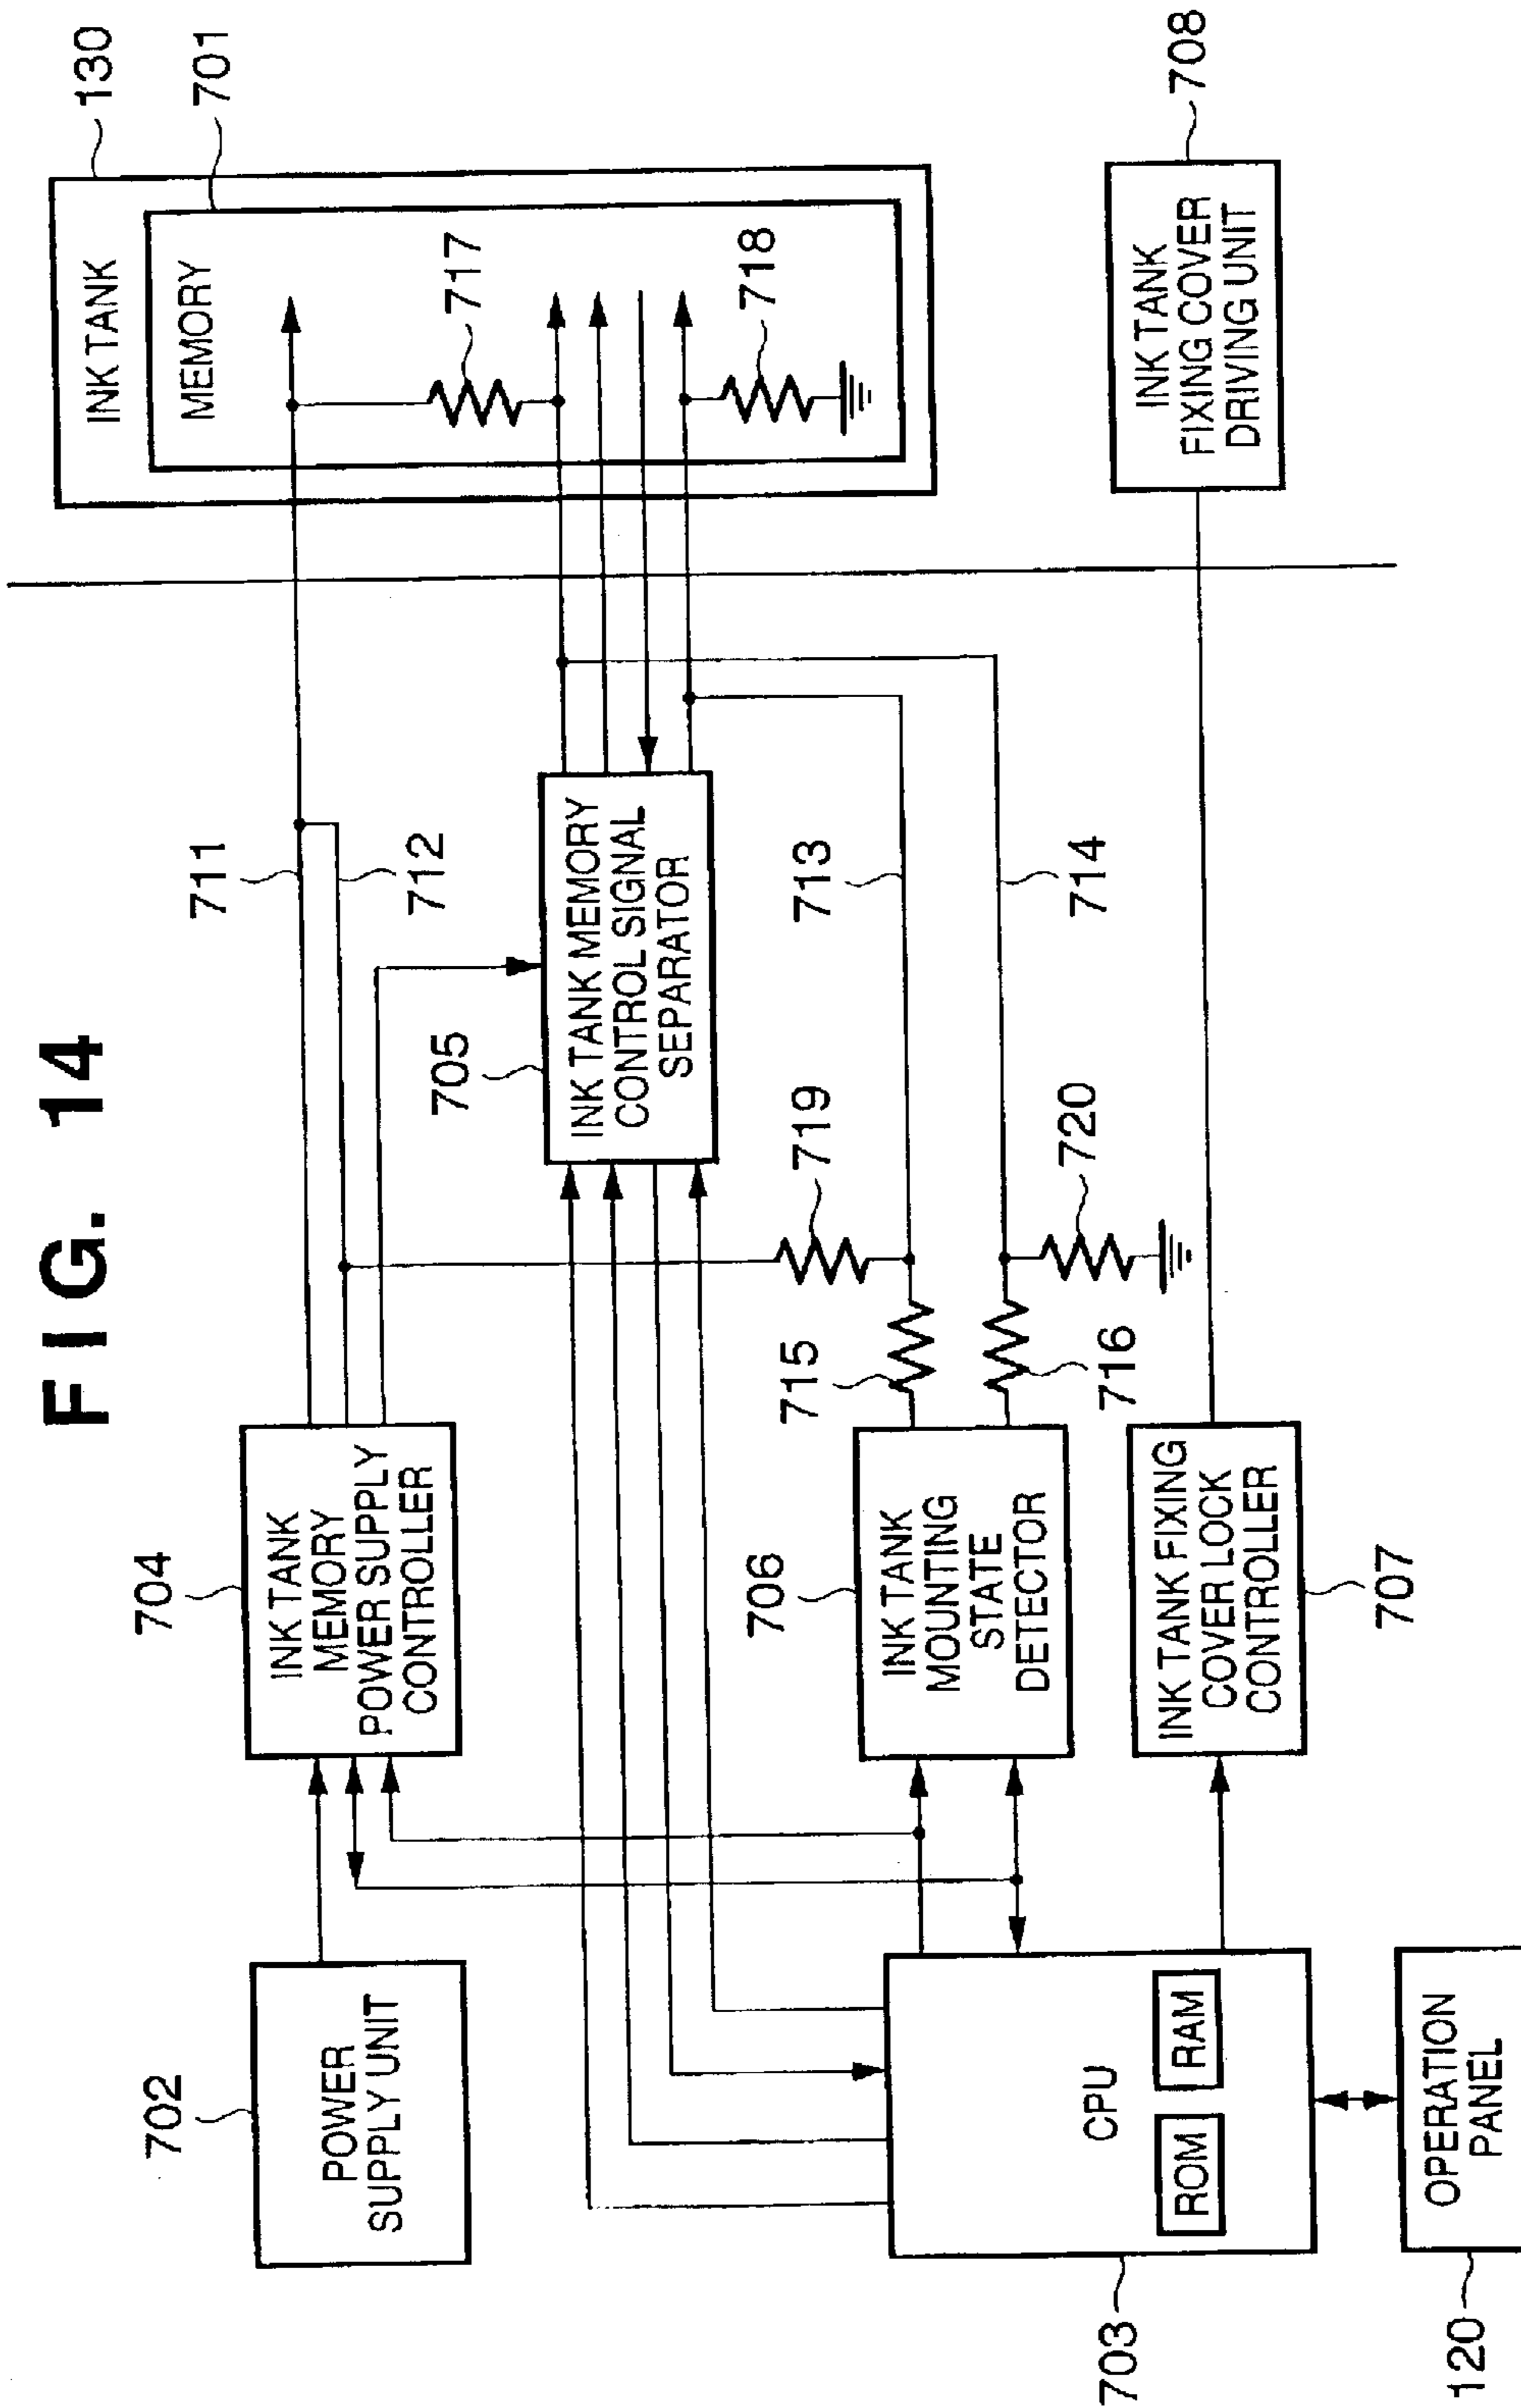 FIG. 14
130
INK TANK
701
MEMORY
717
718
711
712
704
INK TANK
MEMORY
POWER SUPPLY
CONTROLLER
702
POWER
SUPPLY UNIT
705
INK TANK MEMORY
CONTROL SIGNAL
SEPARATOR
719
713
714
720
715
716
706
INK TANK
MOUNTING
STATE
DETECTOR
708
INK TANK
FIXING COVER
DRIVING UNIT
INK TANK FIXING
COVER LOCK
CONTROLLER
707
703
CPU
ROM
RAM
120
OPERATION
PANEL